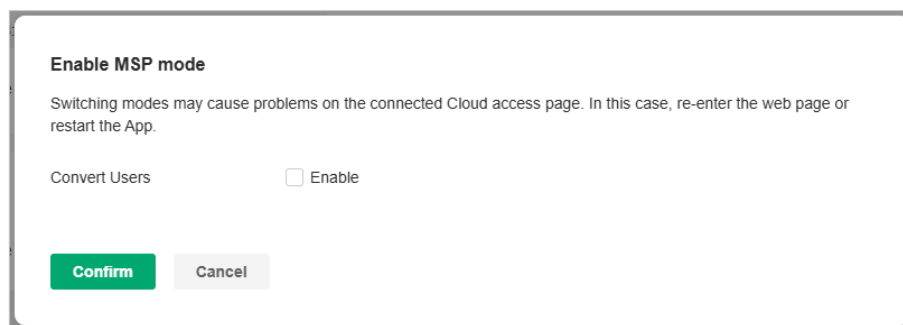 Enable MSP mode
Switching modes may cause problems on the connected Cloud access page. In this case, re-enter the web page or
restart the App.
Convert Users Enable
Confirm Cancel